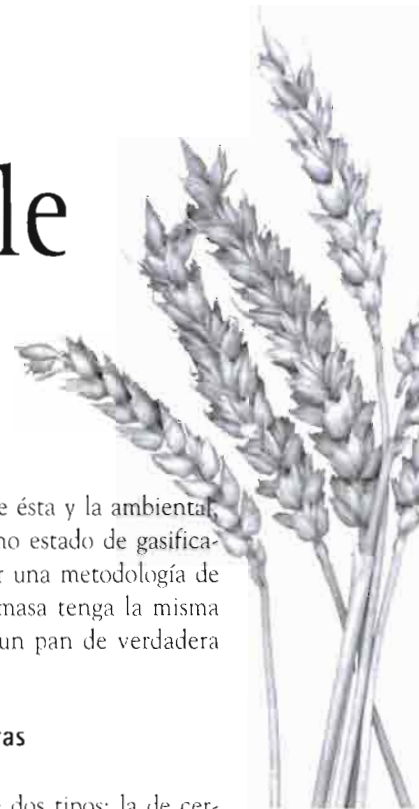 le
e ésta y la ambiental,
no estado de gasifica-
r una metodología de
masa tenga la misma
un pan de verdadera
as
dos tipos: la de cer-